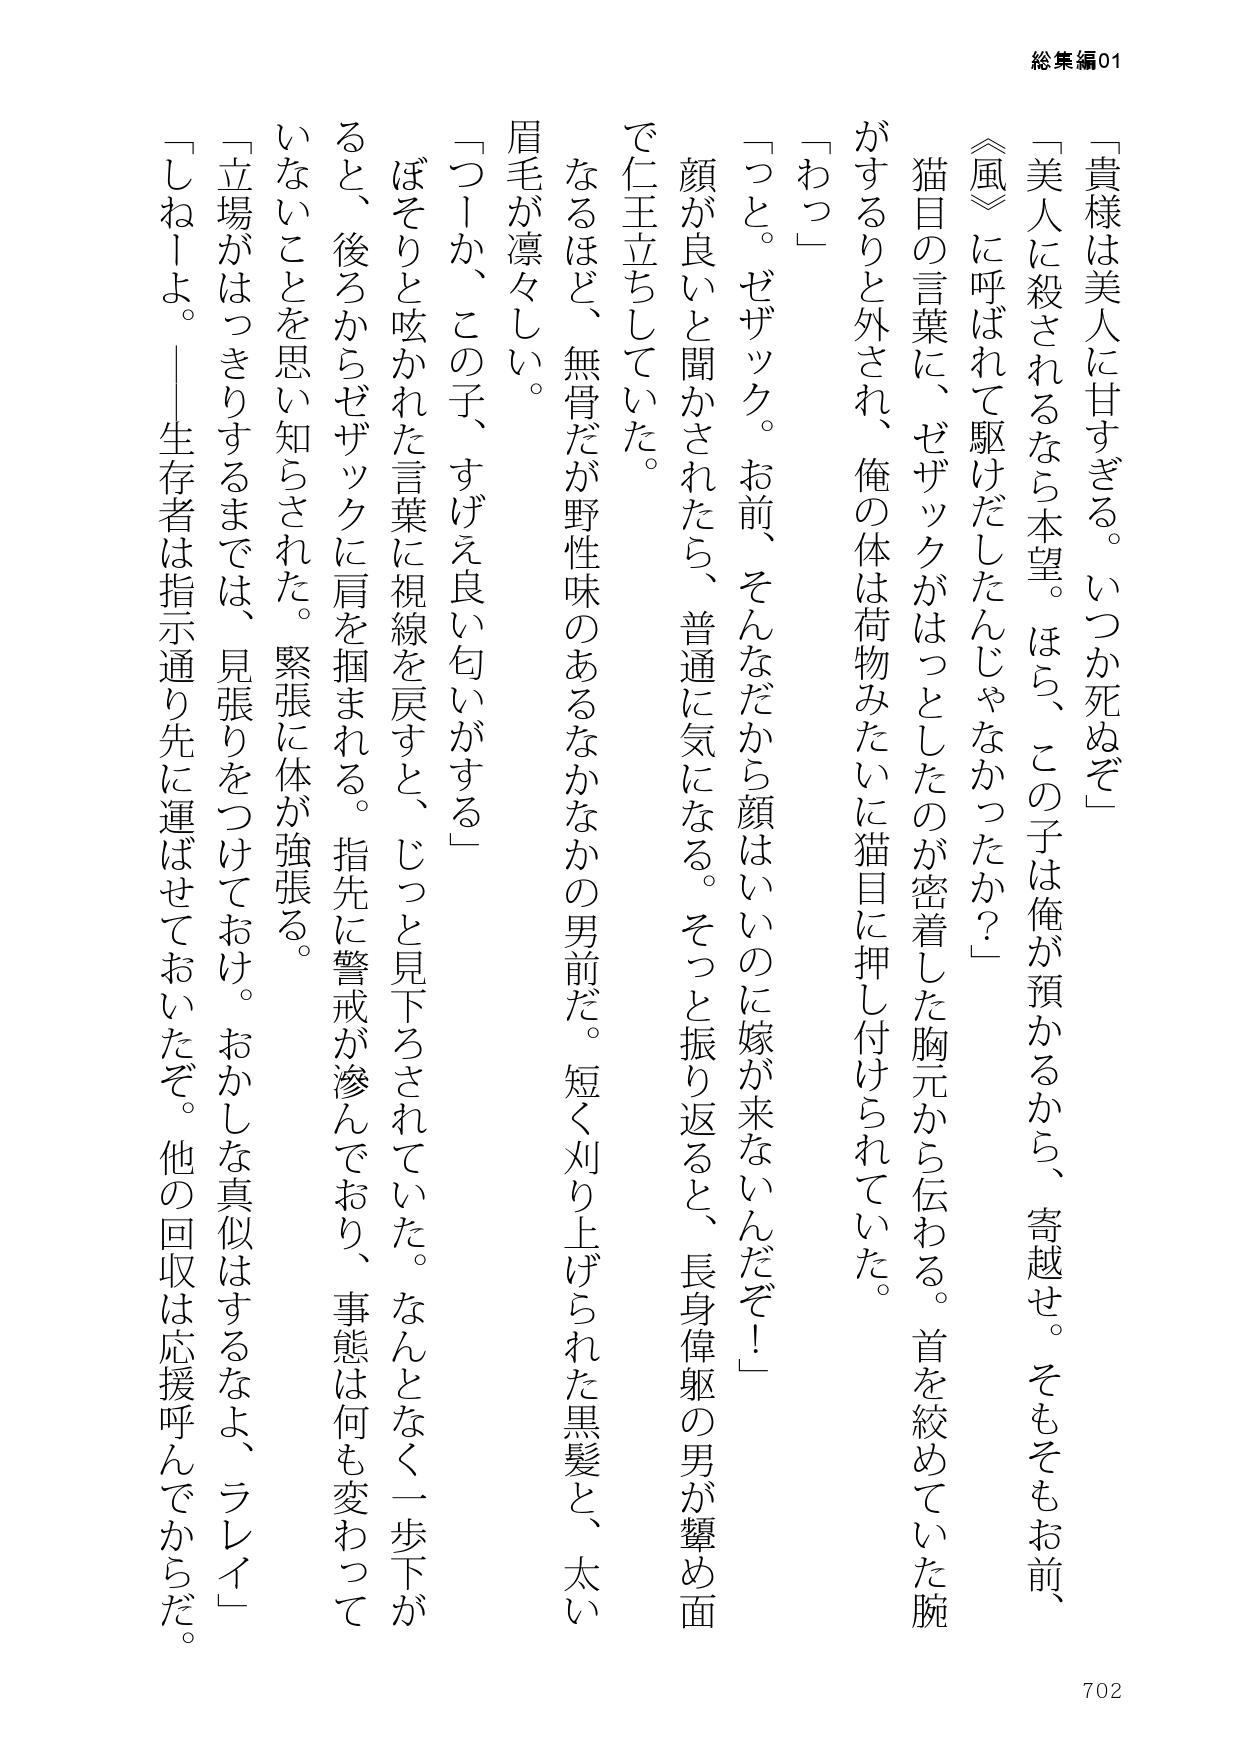 総集編01
「貴様は美人に甘すぎる。いつか死ぬぞ」
「美人に殺されるなら本望。ほら、この子は俺が預かるから、寄越せ。そもそもお前、
《風》に呼ばれて駆けだしたんじゃなかったか？」
　猫目の言葉に、ゼザックがはっとしたのが密着した胸元から伝わる。首を絞めていた腕
がするりと外され、俺の体は荷物みたいに猫目に押し付けられていた。
「わっ」
「っと。ゼザック。お前、そんなだから顔はいいのに嫁が来ないんだぞ！」
　顔が良いと聞かされたら、普通に気になる。そっと振り返ると、長身偉躯の男が顰め面
で仁王立ちしていた。
　なるほど、無骨だが野性味のあるなかなかの男前だ。短く刈り上げられた黒髪と、太い
眉毛が凛々しい。
「つーか、この子、すげえ良い匂いがする」
　ぼそりと呟かれた言葉に視線を戻すと、じっと見下ろされていた。なんとなく一歩下が
ると、後ろからゼザックに肩を掴まれる。指先に警戒が滲んでおり、事態は何も変わって
いないことを思い知らされた。緊張に体が強張る。
「立場がはっきりするまでは、見張りをつけておけ。おかしな真似はするなよ、ラレイ」
「しねーよ。――生存者は指示通り先に運ばせておいたぞ。他の回収は応援呼んでからだ。
702